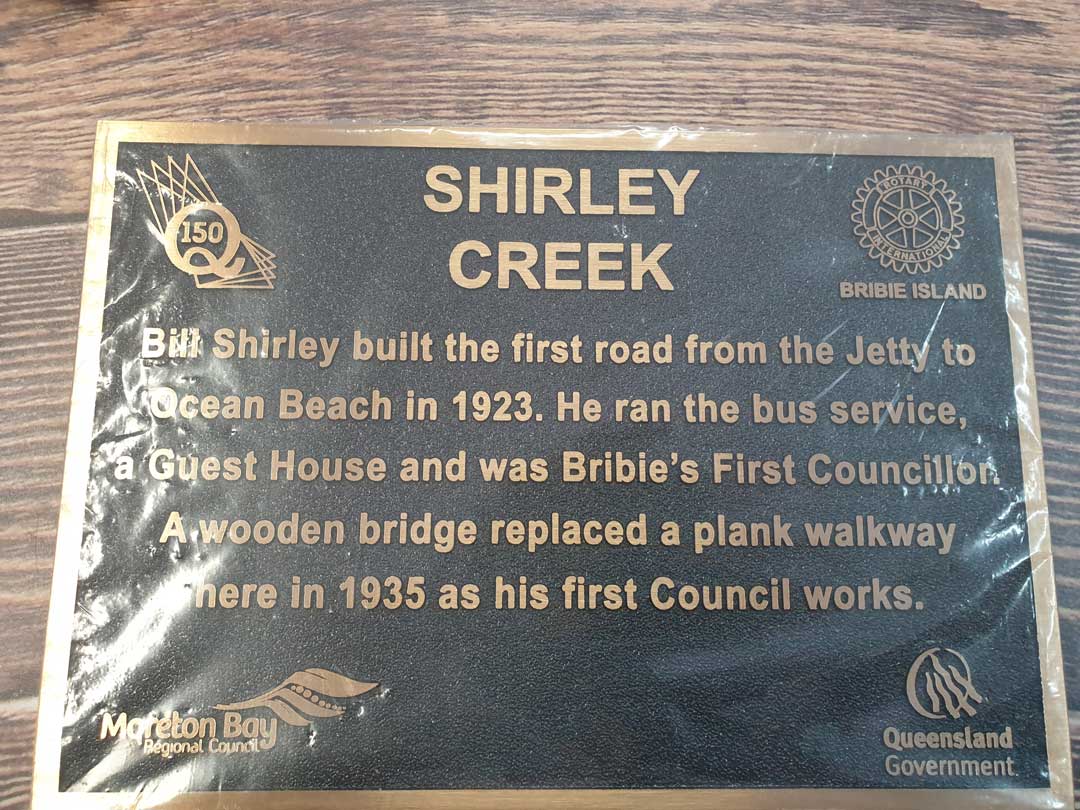 SHIRLEY
CREEK
150
Q
ROTARY
INTERNATIONAL
BRIBIE ISLAND
Bill Shirley built the first road from the Jetty to
Ocean Beach in 1923. He ran the bus service,
a Guest House and was Bribie's First Councillor.
A wooden bridge replaced a plank walkway
here in 1935 as his first Council works.
Moreton Bay
Regional Council
Queensland
Government